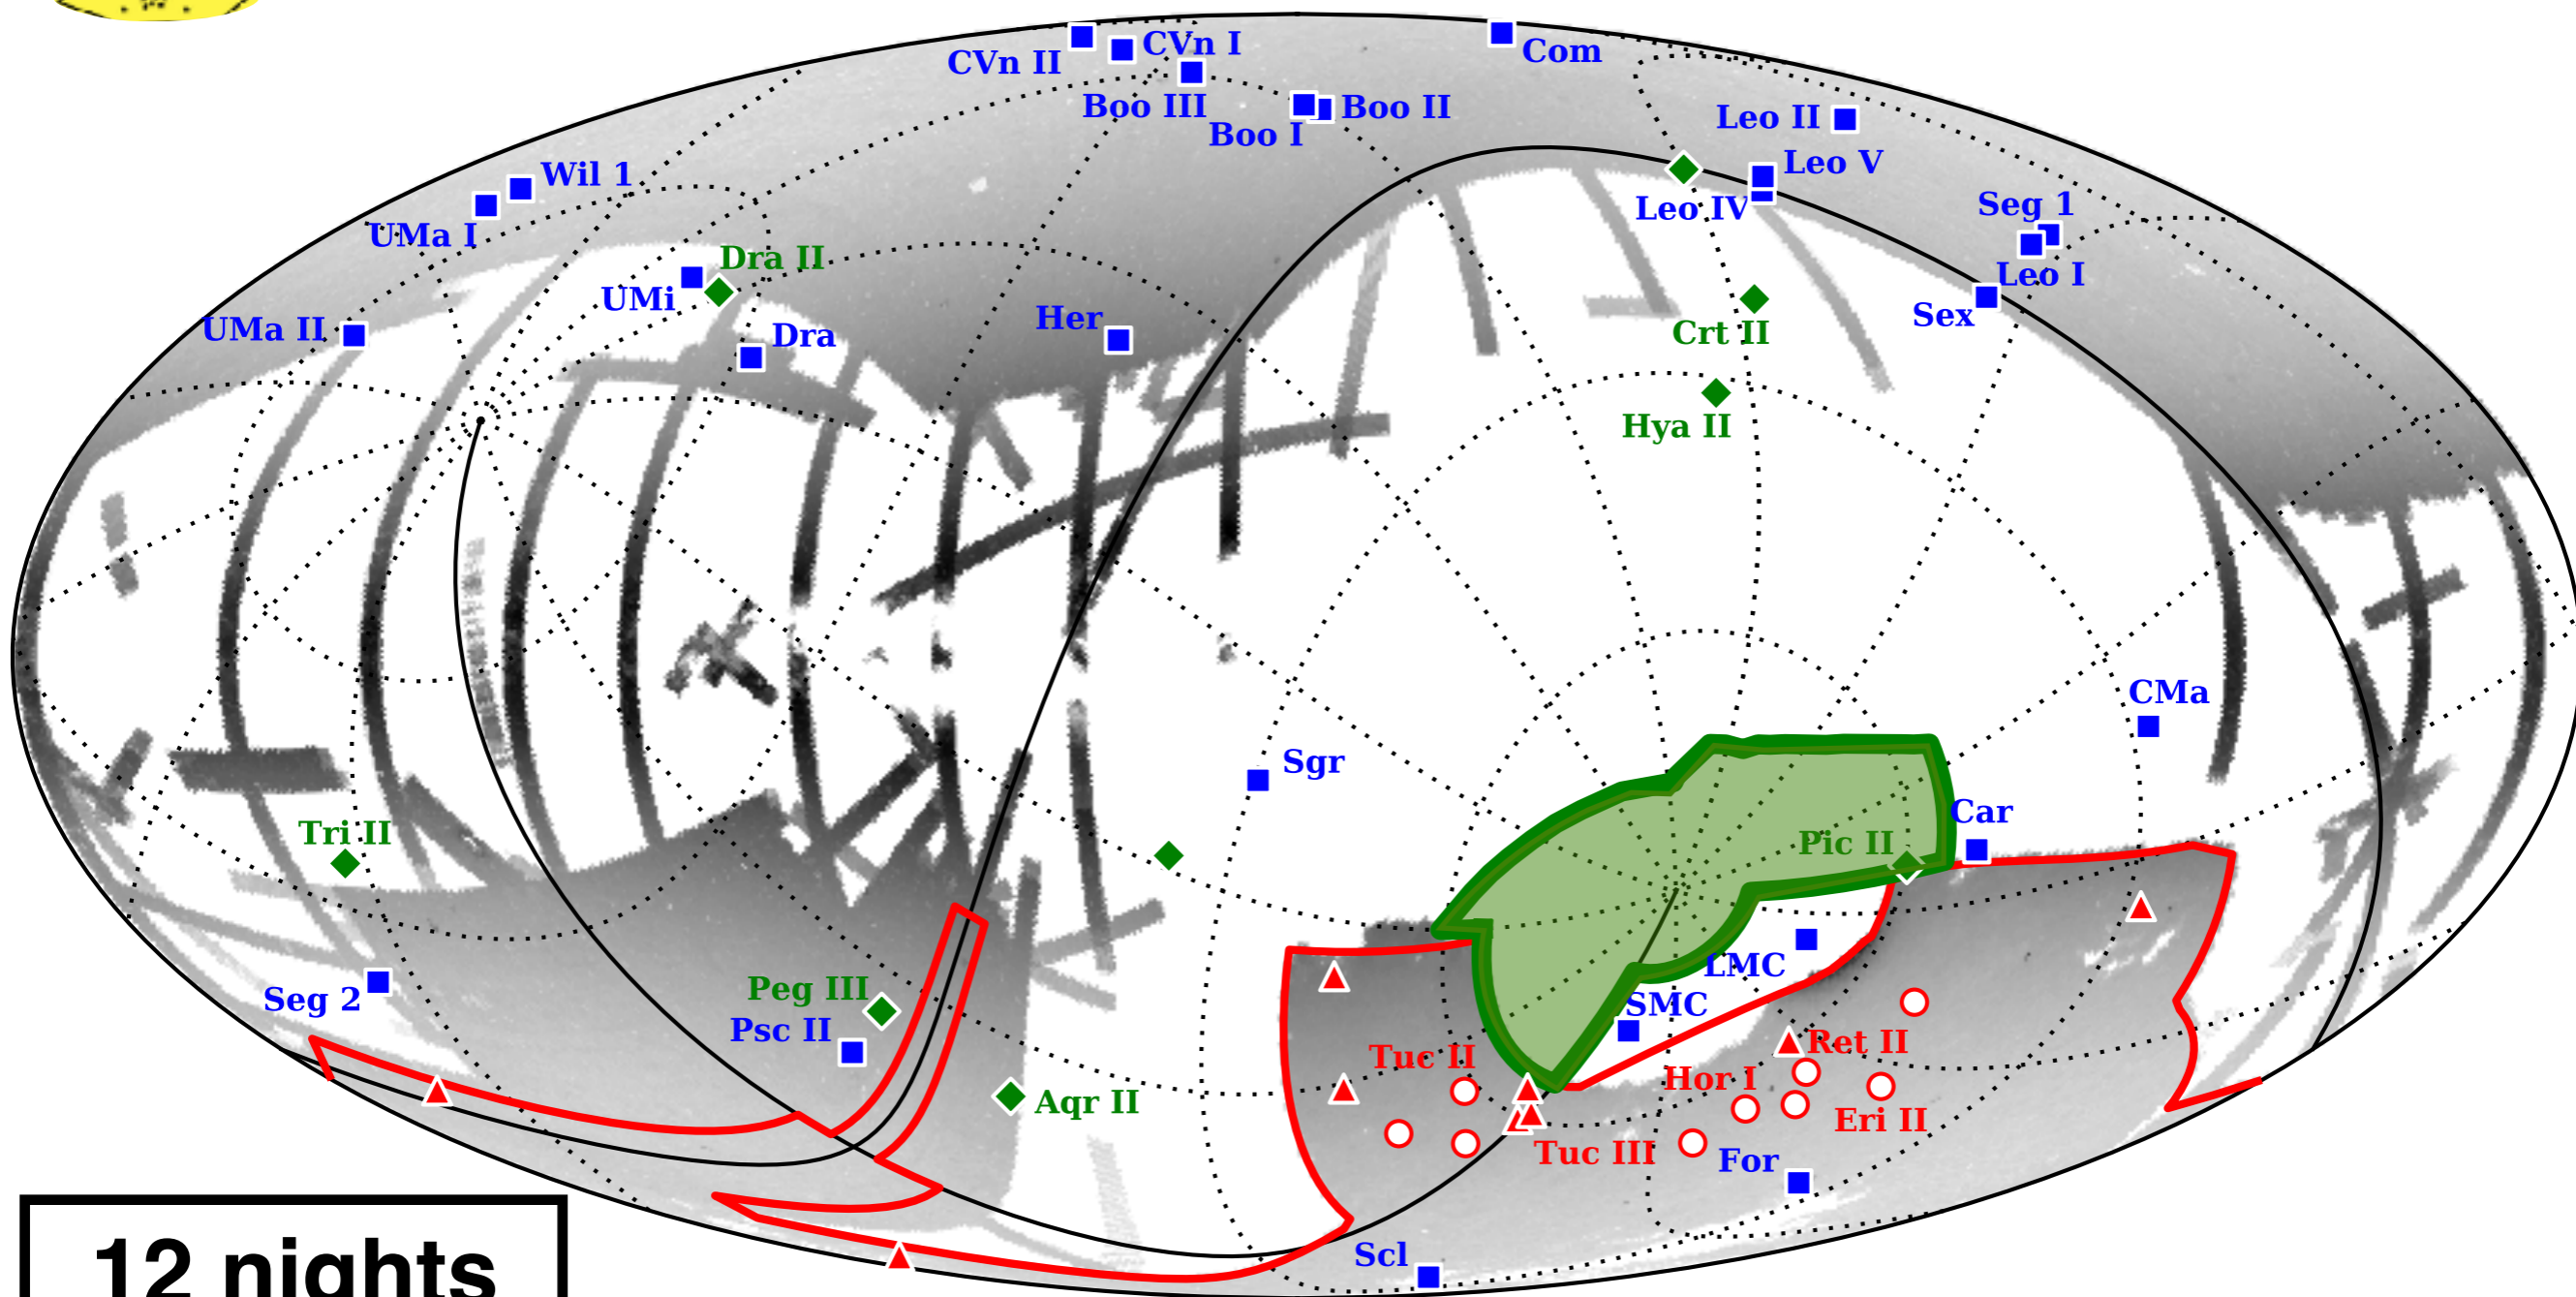 CVn II
CVn I
Com
Boo III
Boo II
Boo I
Leo II
Leo V
Wil 1
Leo IV
Seg 1
UMa I
Dra II
Leo I
UMi
Her
Sex
UMa II
Dra
Crt II
Hya II
CMa
Sgr
Car
Tri II
Pic II
LMC
Peg III
Seg 2
SMC
Psc II
Ret II
Tuc II
Hor I
Aqr II
Eri II
Tuc III
For
Scl
12 nights